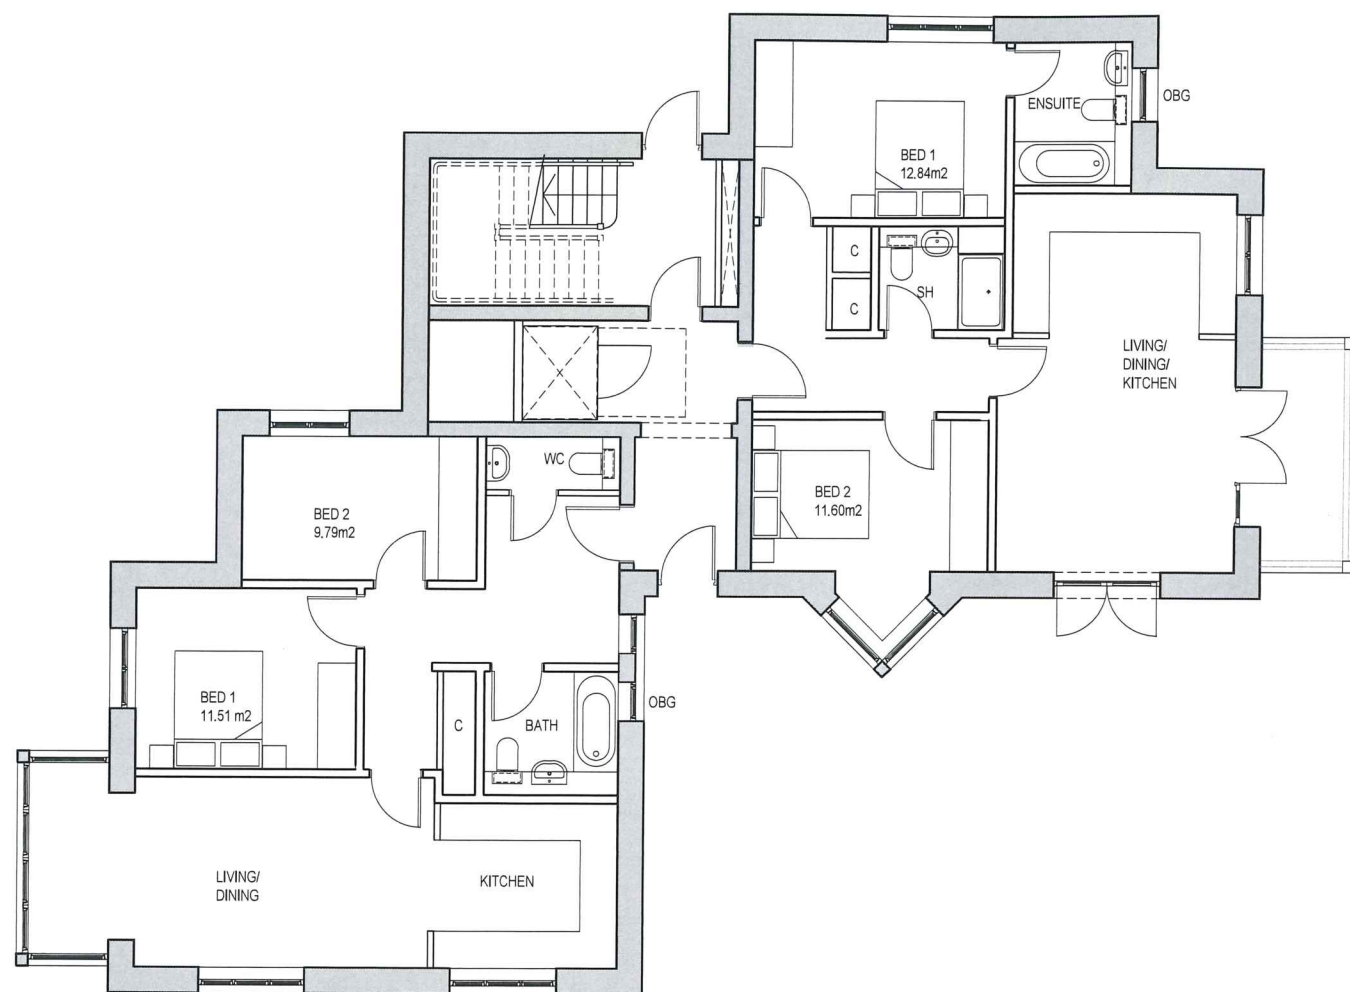 ENSUITE
OBG
BED 1
12.84m2
C
C
SH
LIVING/
DINING/
KITCHEN
BED 2
11.60m2
WC
BED 2
9.79m2
BED 1
11.51 m2
C
BATH
OBG
LIVING/
DINING
KITCHEN